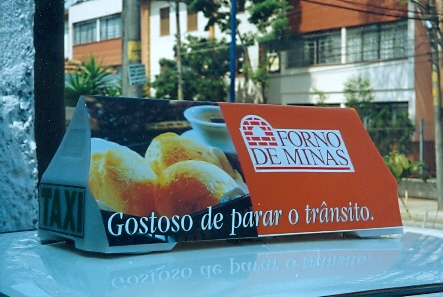 TAXI
FORNO
DE MINAS
Gostoso de parar o trânsito.